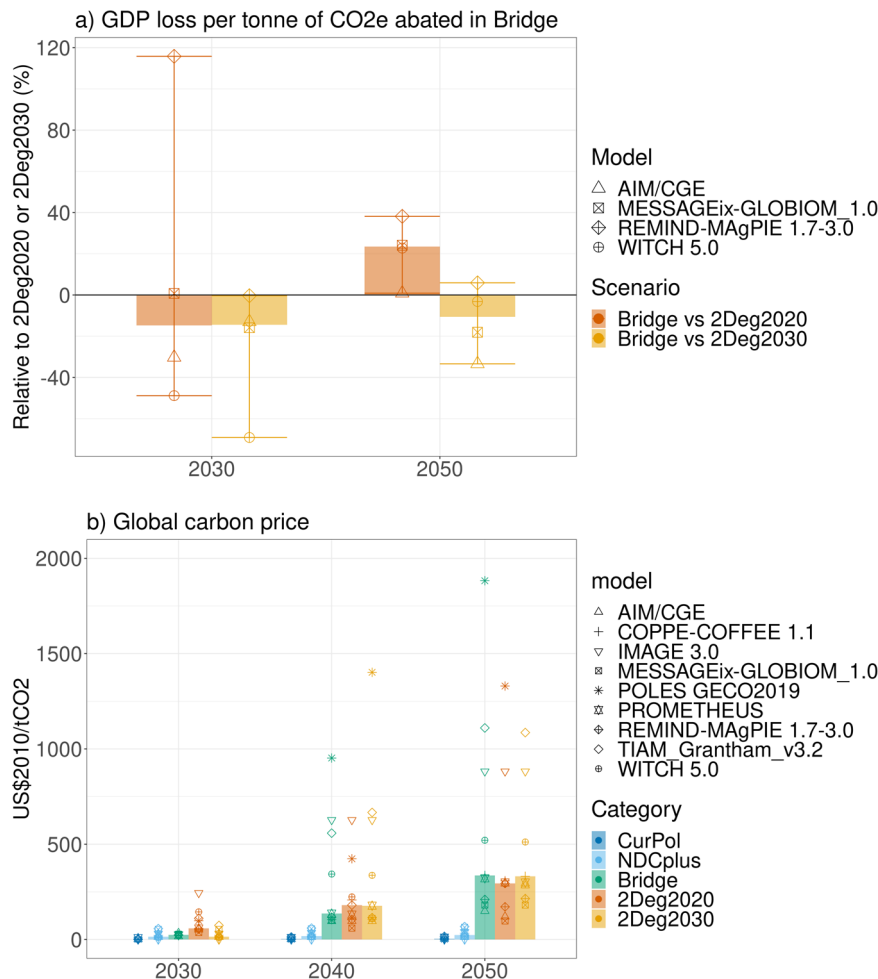 a) GDP loss per tonne of CO2e abated in Bridge
Relative to 2Deg2020 or 2Deg2030 (%)
120
80
40
0
-40
2030
2050
Model
AIM/CGE
MESSAGEix-GLOBIOM_1.0
REMIND-MAgPIE 1.7-3.0
WITCH 5.0
Scenario
Bridge vs 2Deg2020
Bridge vs 2Deg2030
b) Global carbon price
US$2010/tCO2
2000
1500
1000
500
0
2030
2040
2050
model
AIM/CGE
COPPE-COFFEE 1.1
IMAGE 3.0
MESSAGEix-GLOBIOM_1.0
POLES GECO2019
PROMETHEUS
REMIND-MAgPIE 1.7-3.0
TIAM_Grantham_v3.2
WITCH 5.0
Category
CurPol
NDCplus
Bridge
2Deg2020
2Deg2030